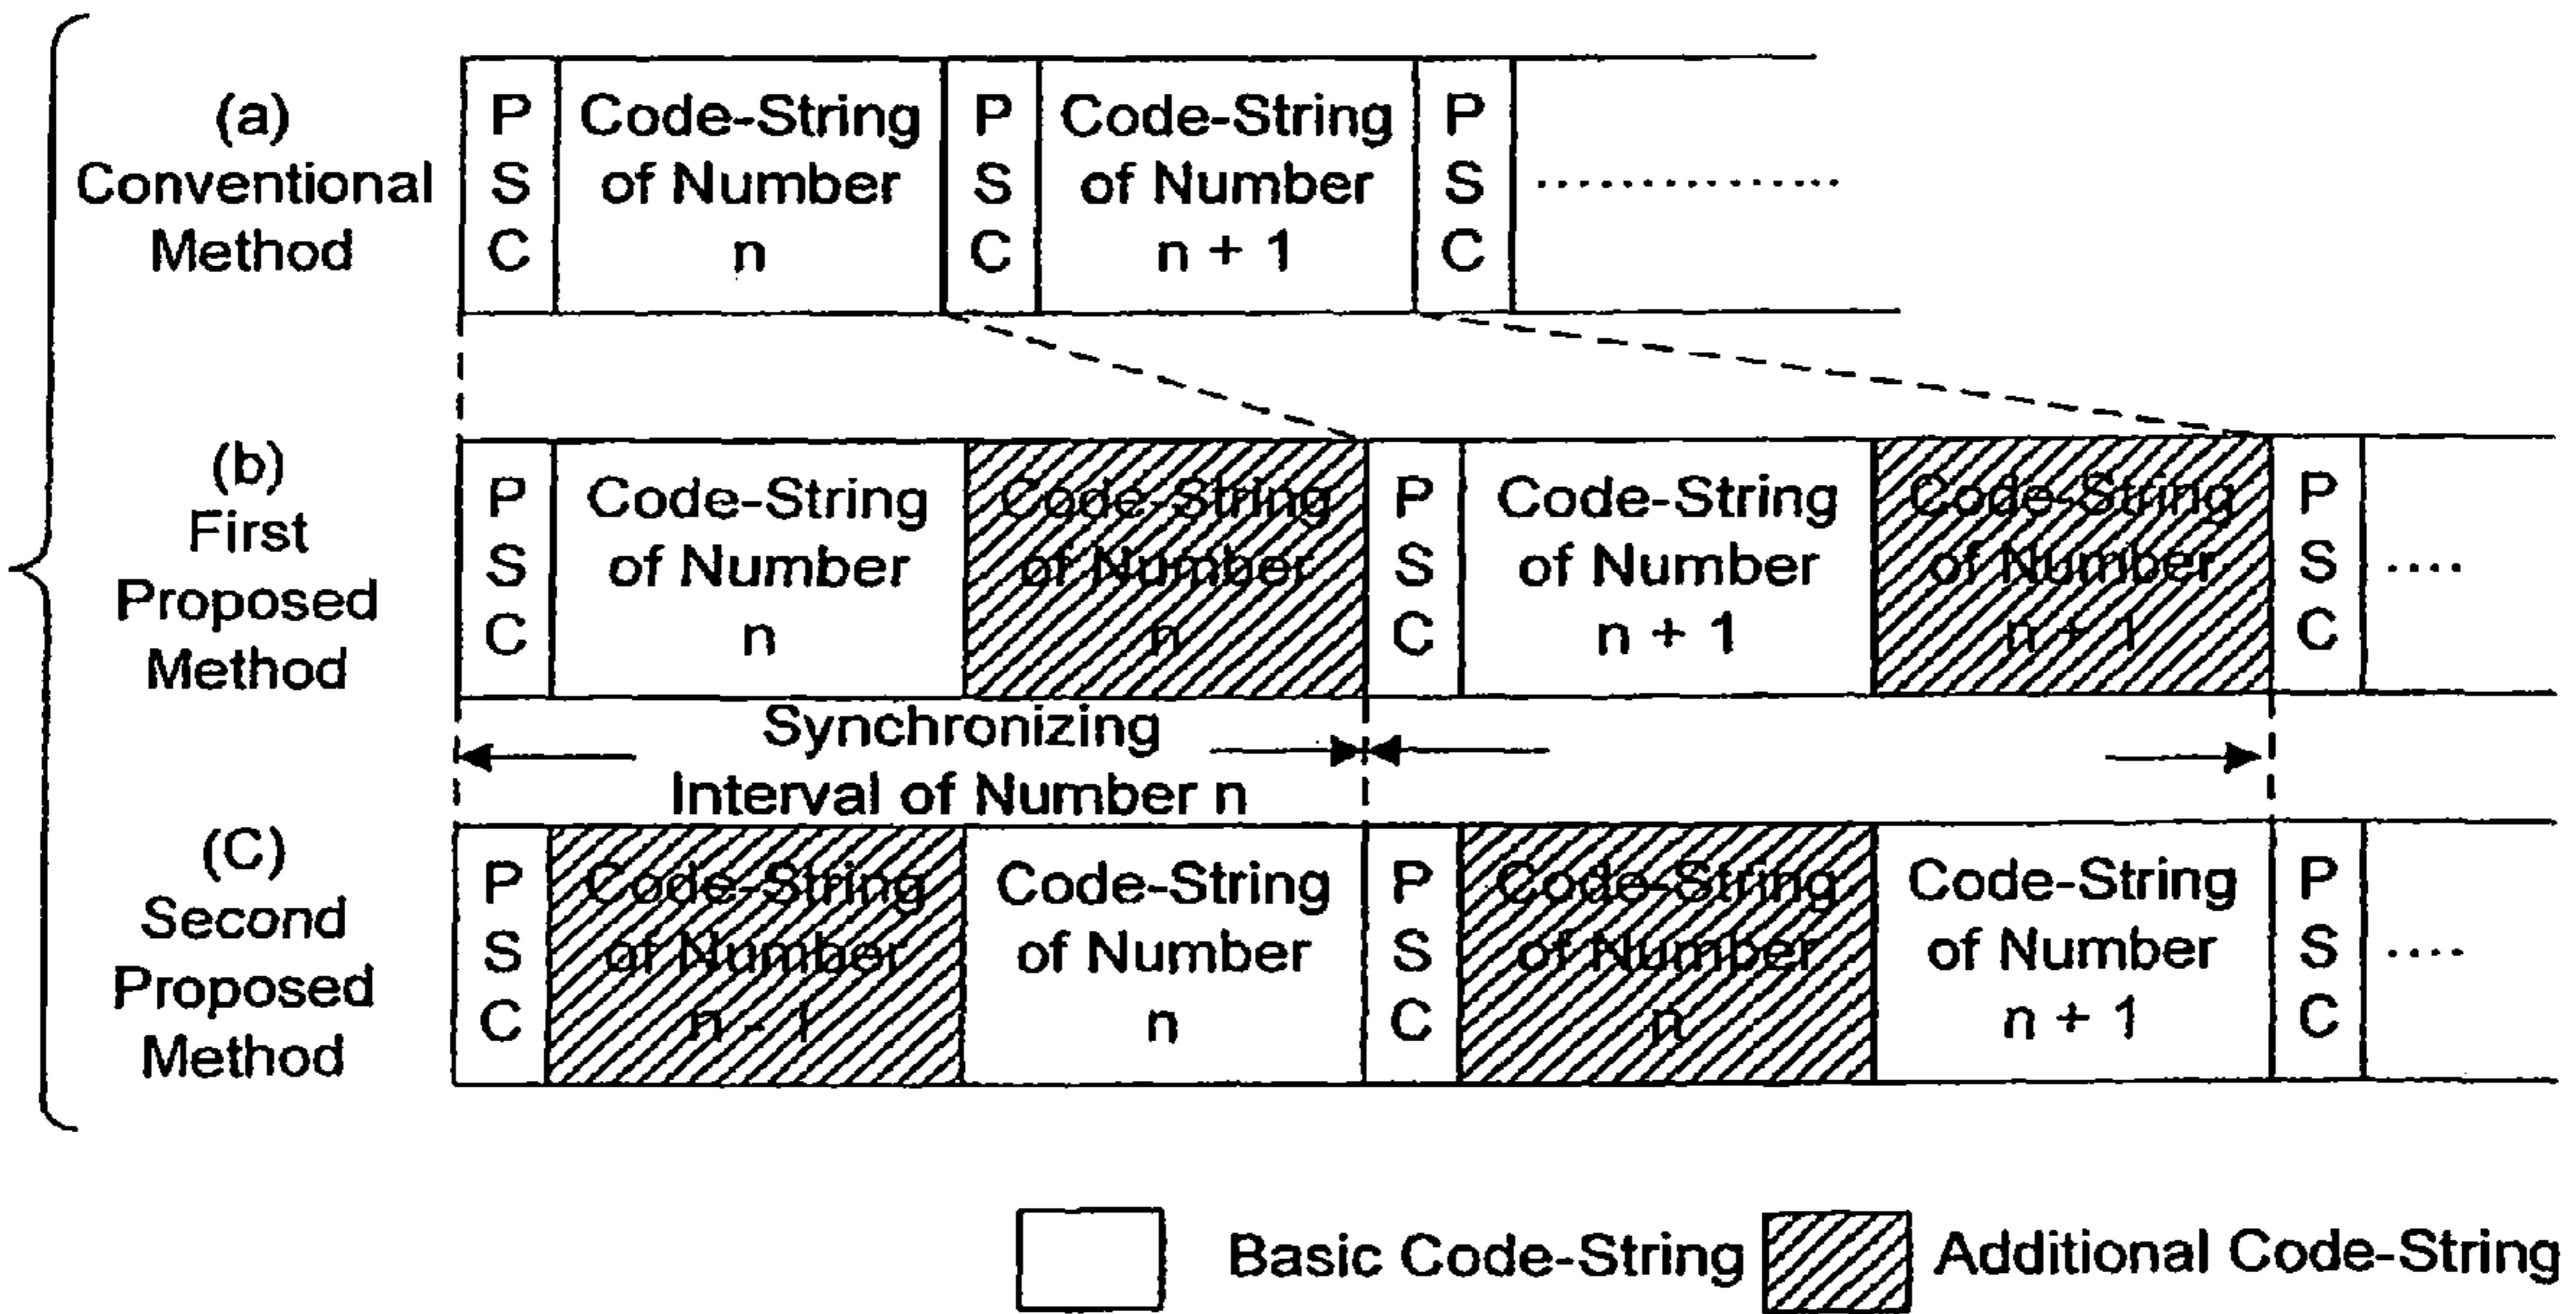 (a)
Conventional
Method
P
S
C
Code-String
of Number
n
P
S
C
Code-String
of Number
n + 1
P
S
C
...............
(b)
First
Proposed
Method
P
S
C
Code-String
of Number
n
Code-String
of Number
n
P
S
C
Code-String
of Number
n + 1
Code-String
of Number
n + 1
P
S
C
....
Synchronizing
Interval of Number n
(C)
Second
Proposed
Method
P
S
C
Code-String
of Number
n - 1
Code-String
of Number
n
P
S
C
Code-String
of Number
n
Code-String
of Number
n + 1
P
S
C
....
Basic Code-String
Additional Code-String